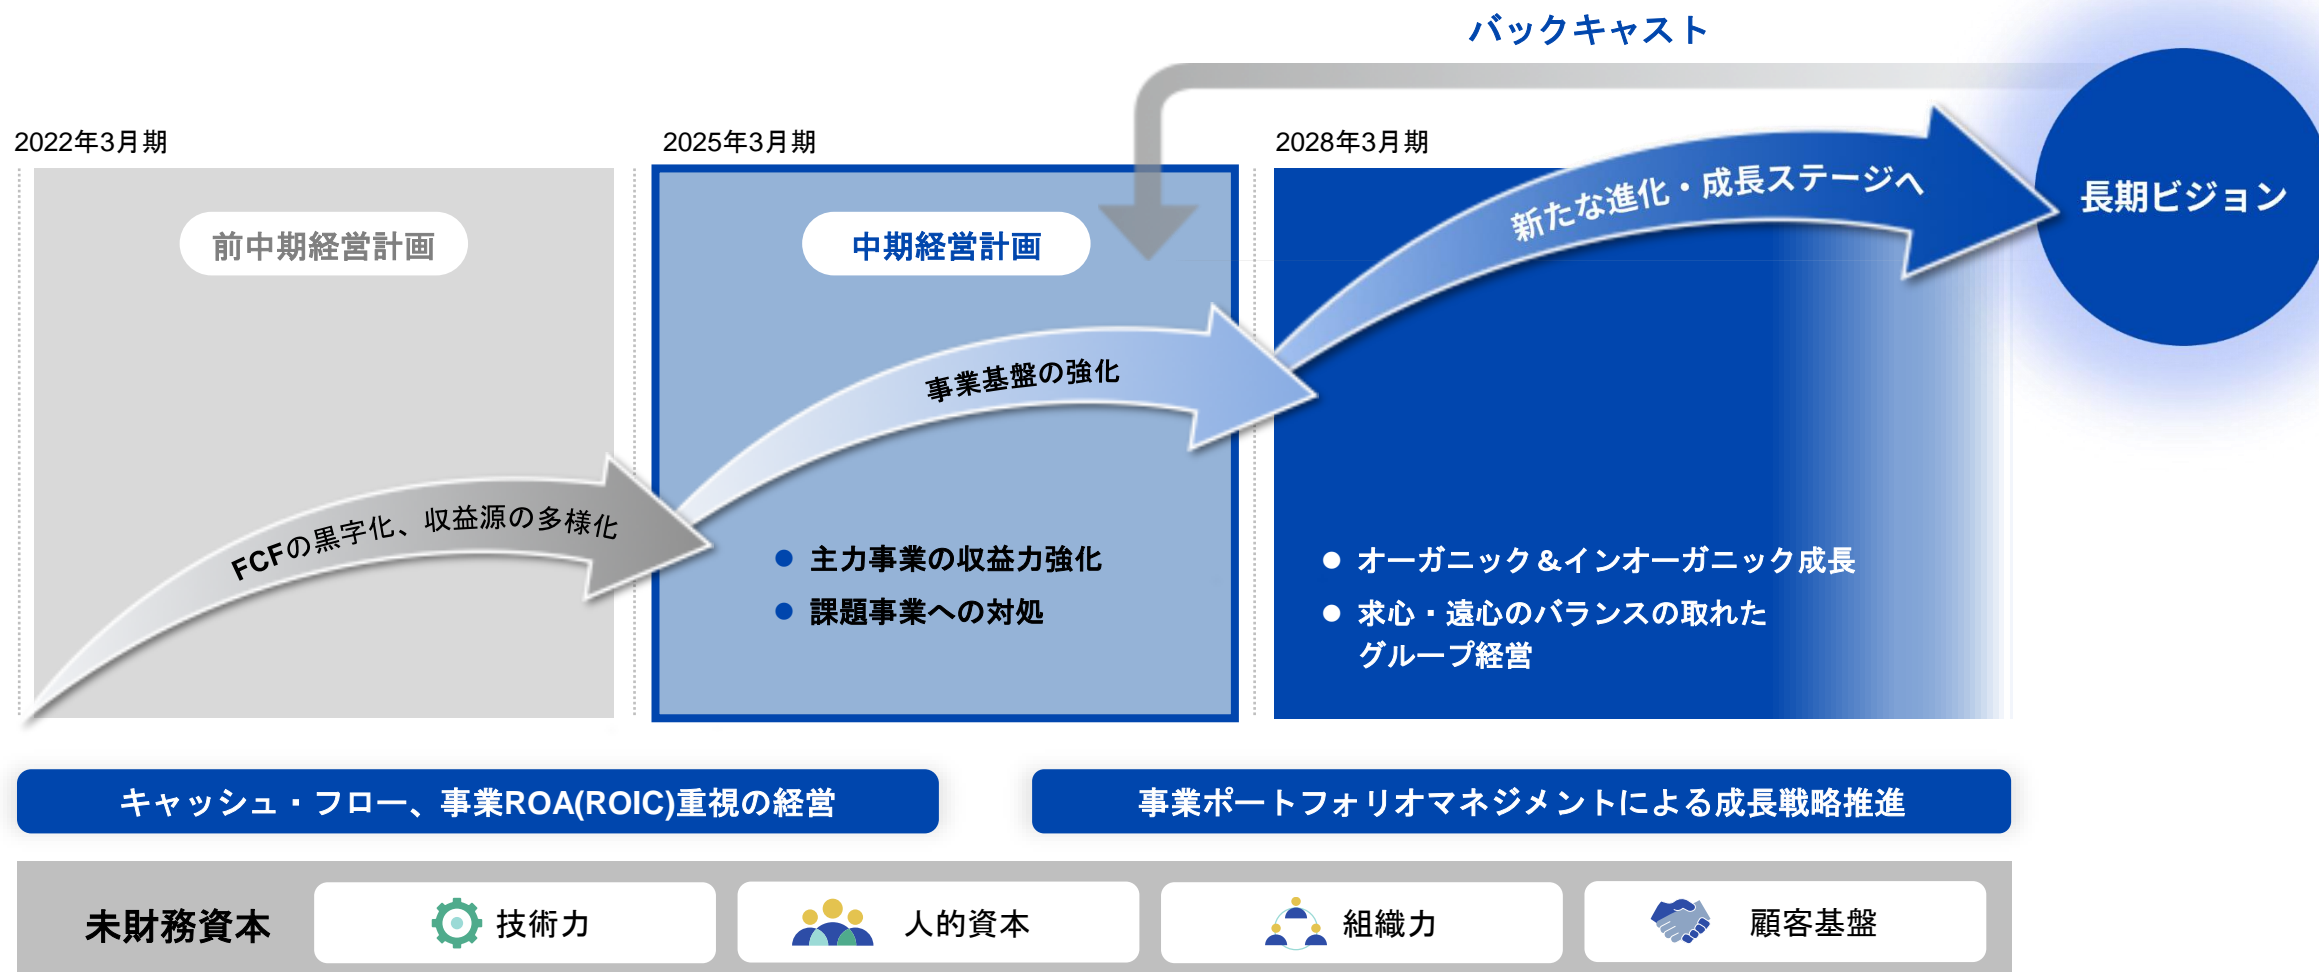 バックキャスト
2022年3月期
2025年3月期
2028年3月期
前中期経営計画
中期経営計画
長期ビジョン
新たな進化・成長ステージへ
事業基盤の強化
FCFの黒字化、収益源の多様化
● 主力事業の収益力強化
● 課題事業への対処
● オーガニック＆インオーガニック成長
● 求心・遠心のバランスの取れた
グループ経営
キャッシュ・フロー、事業ROA(ROIC)重視の経営
事業ポートフォリオマネジメントによる成長戦略推進
未財務資本
技術力
人的資本
組織力
顧客基盤